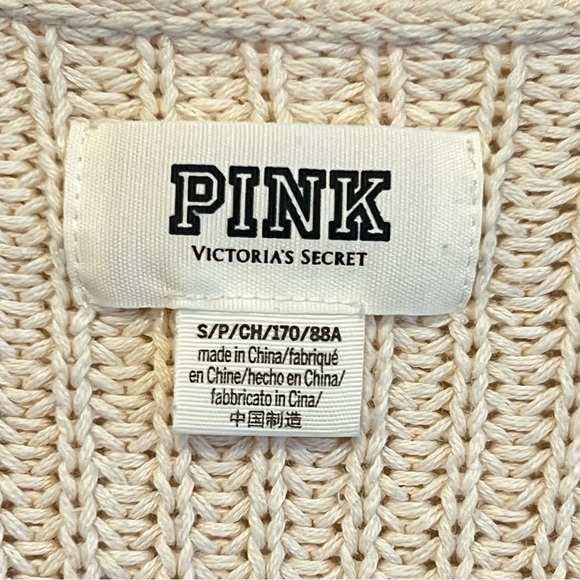 PINK
VICTORIA'S SECRET
S/P/CH/170/88A
made in China/fabriqué
en Chine/hecho en China/
fabbricato in Cina/
中国制造